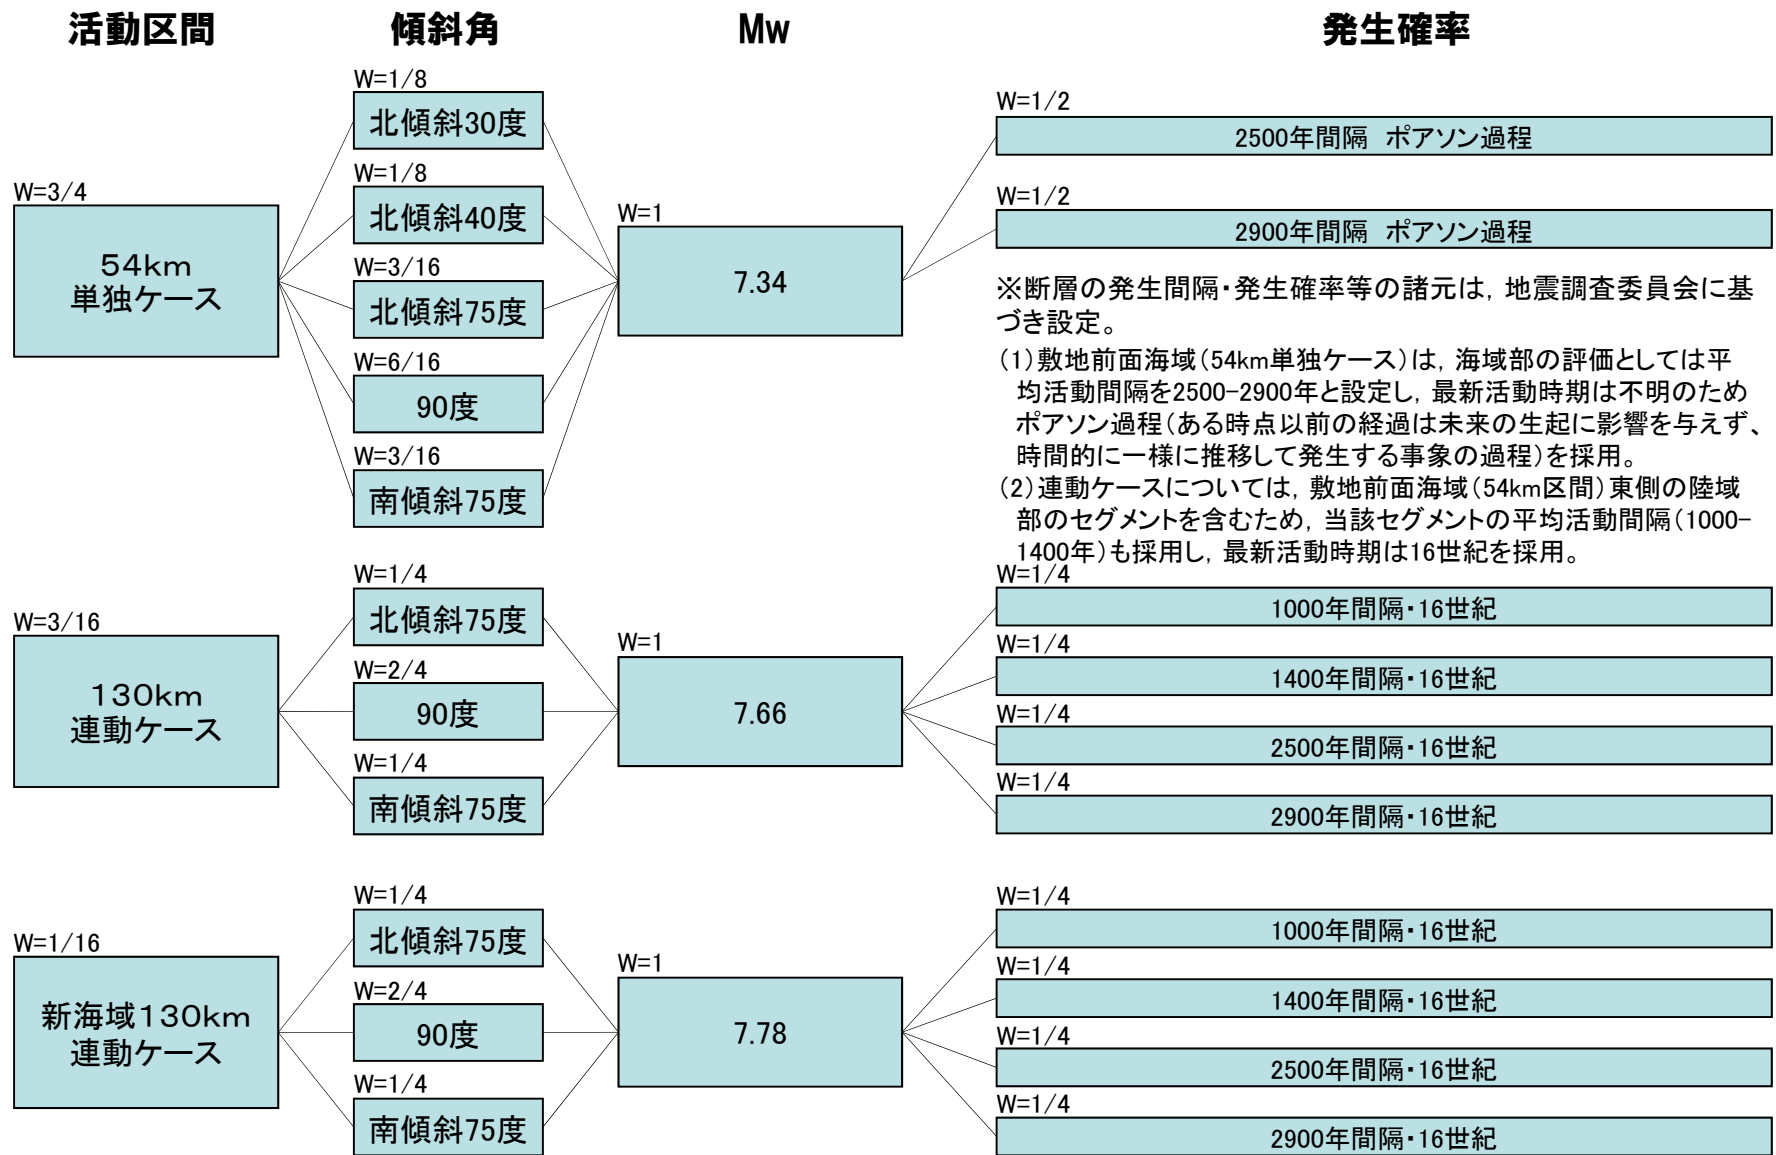 活動区間
傾斜角
Mw
発生確率
W=3/4
54km
単独ケース
W=1/8
北傾斜30度
W=1/8
北傾斜40度
W=3/16
北傾斜75度
W=6/16
90度
W=3/16
南傾斜75度
W=1
7.34
W=1/2
2500年間隔 ポアソン過程
W=1/2
2900年間隔 ポアソン過程
※断層の発生間隔・発生確率等の諸元は，地震調査委員会に基
づき設定。
(1)敷地前面海域(54km単独ケース)は，海域部の評価としては平
均活動間隔を2500-2900年と設定し，最新活動時期は不明のため
ポアソン過程(ある時点以前の経過は未来の生起に影響を与えず、
時間的に一様に推移して発生する事象の過程)を採用。
(2)連動ケースについては，敷地前面海域(54km区間)東側の陸域
部のセグメントを含むため，当該セグメントの平均活動間隔(1000-
1400年)も採用し，最新活動時期は16世紀を採用。
W=3/16
130km
連動ケース
W=1/4
北傾斜75度
W=2/4
90度
W=1/4
南傾斜75度
W=1
7.66
W=1/4
1000年間隔・16世紀
W=1/4
1400年間隔・16世紀
W=1/4
2500年間隔・16世紀
W=1/4
2900年間隔・16世紀
W=1/16
新海域130km
連動ケース
W=1/4
北傾斜75度
W=2/4
90度
W=1/4
南傾斜75度
W=1
7.78
W=1/4
1000年間隔・16世紀
W=1/4
1400年間隔・16世紀
W=1/4
2500年間隔・16世紀
W=1/4
2900年間隔・16世紀